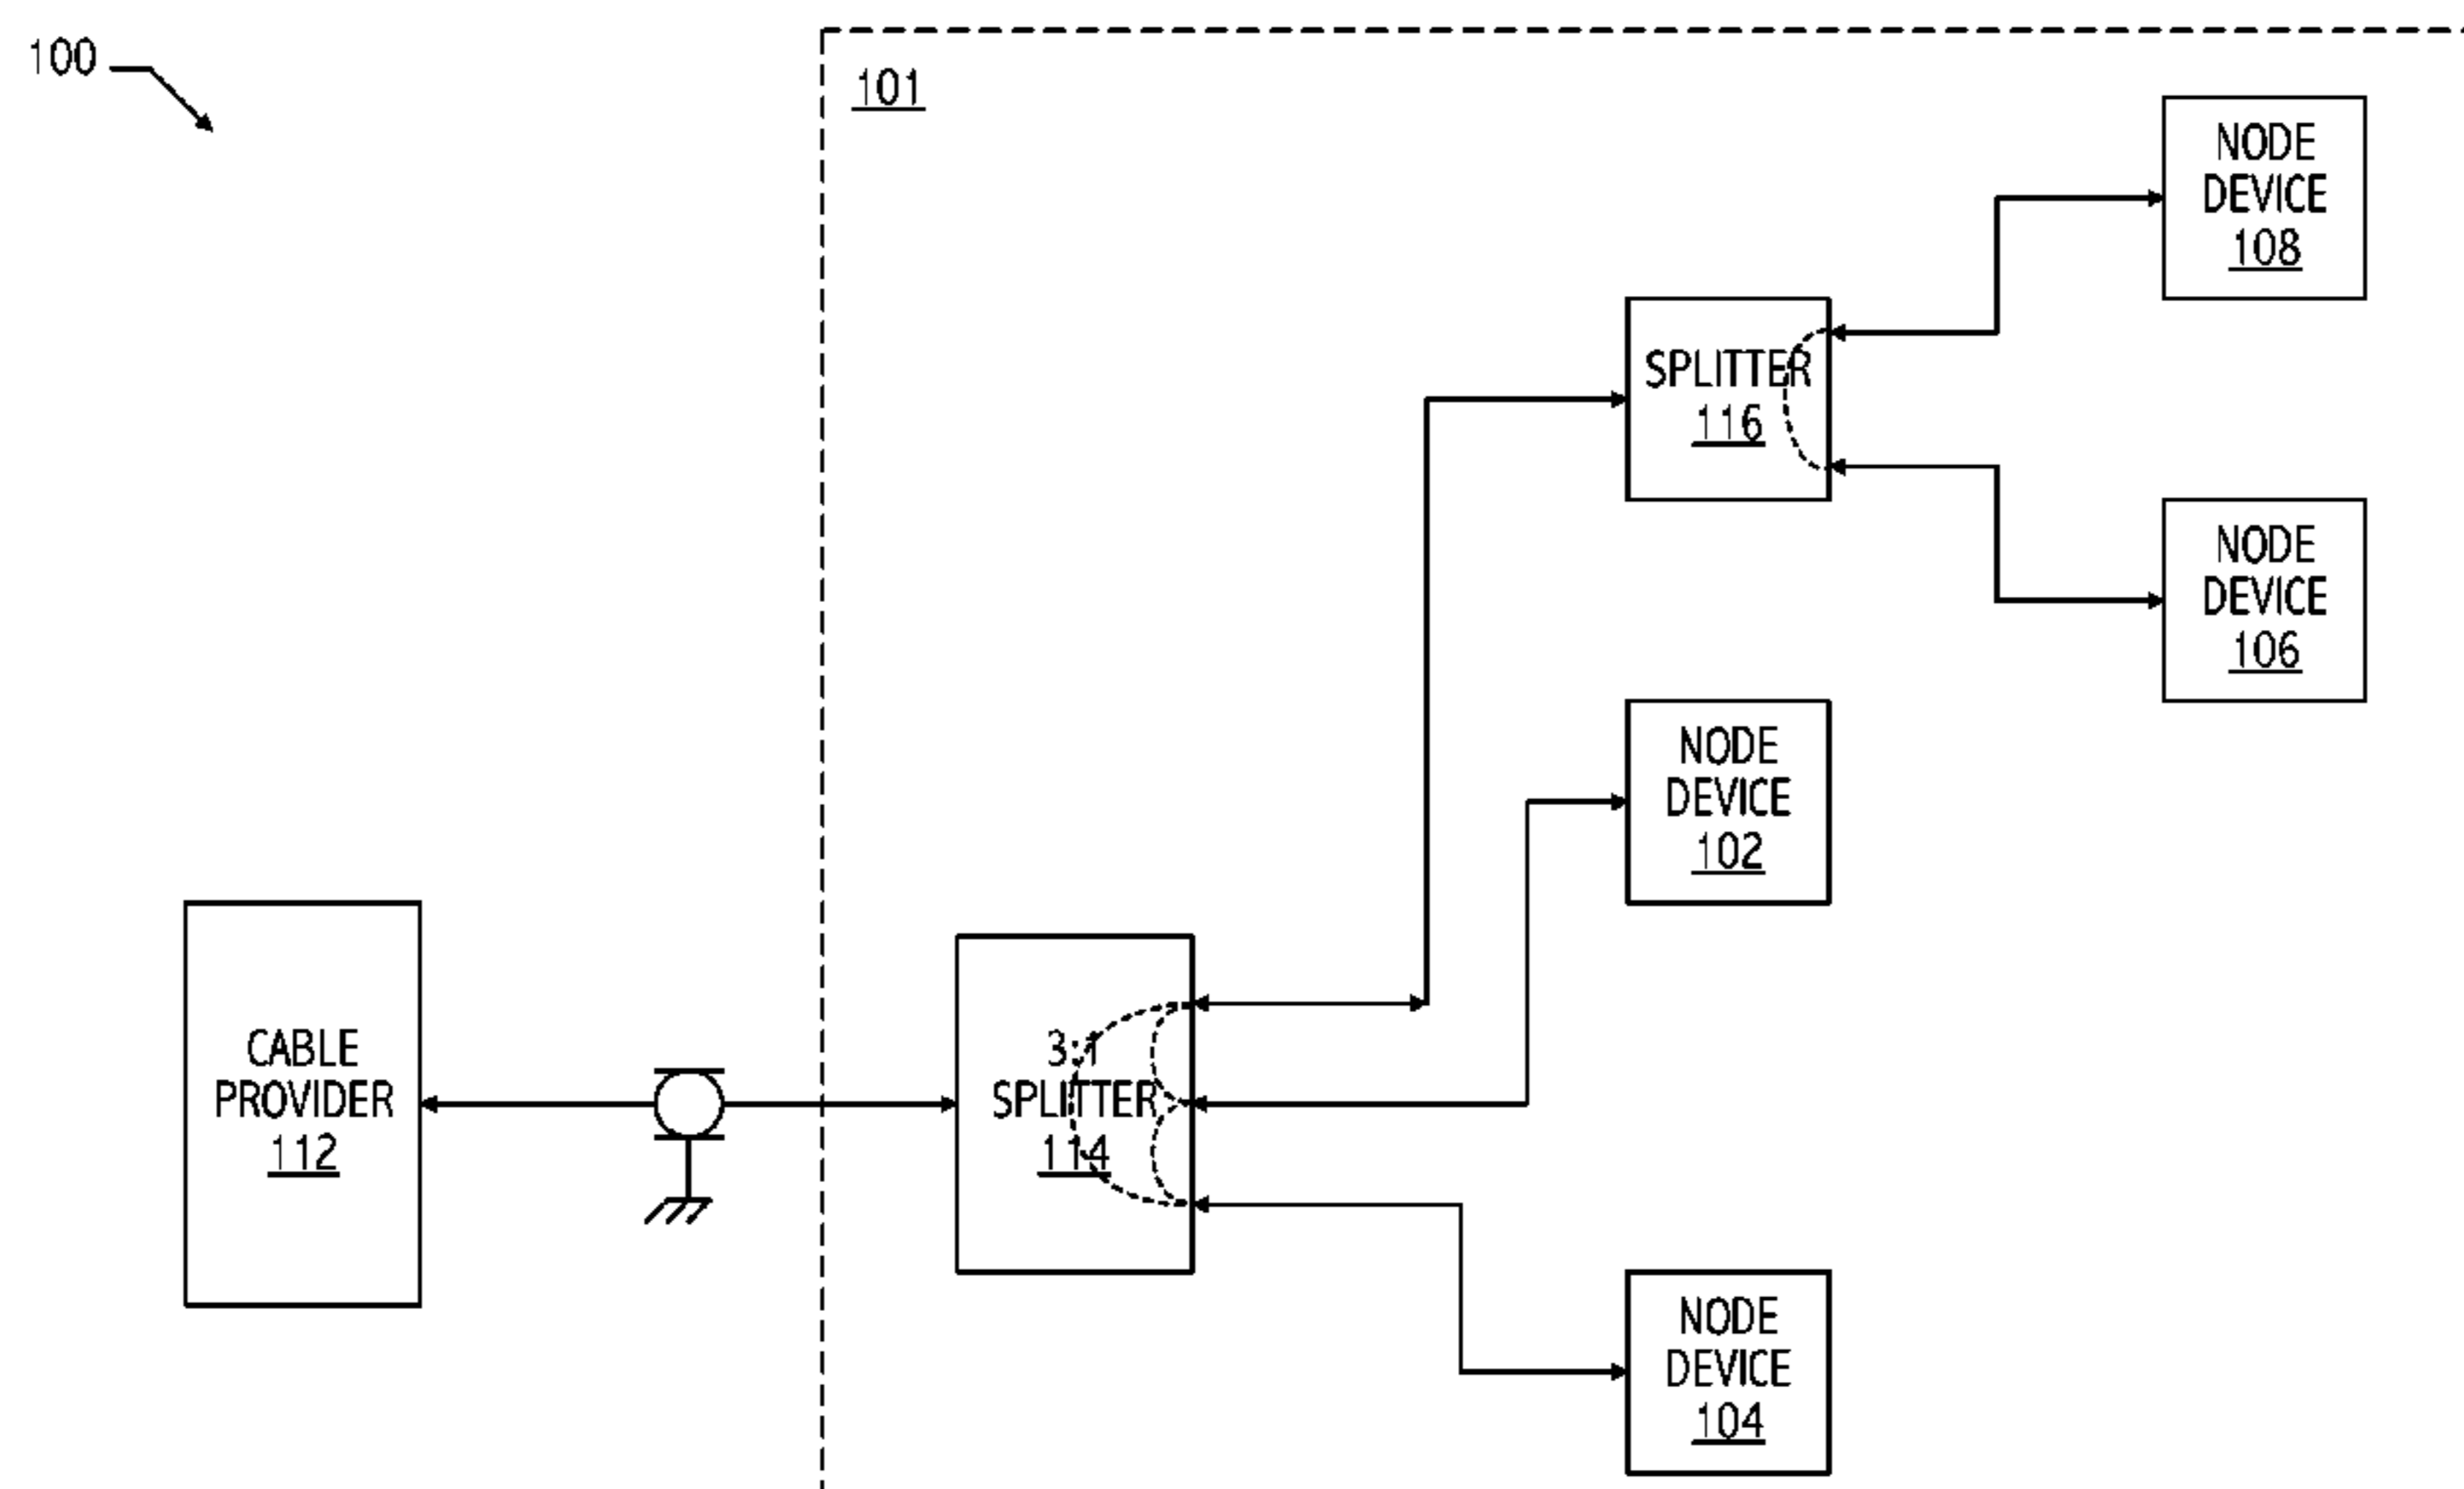 100
101
NODE
DEVICE
108
SPLITTER
116
NODE
DEVICE
106
NODE
DEVICE
102
CABLE
PROVIDER
112
3:1
SPLITTER
114
NODE
DEVICE
104